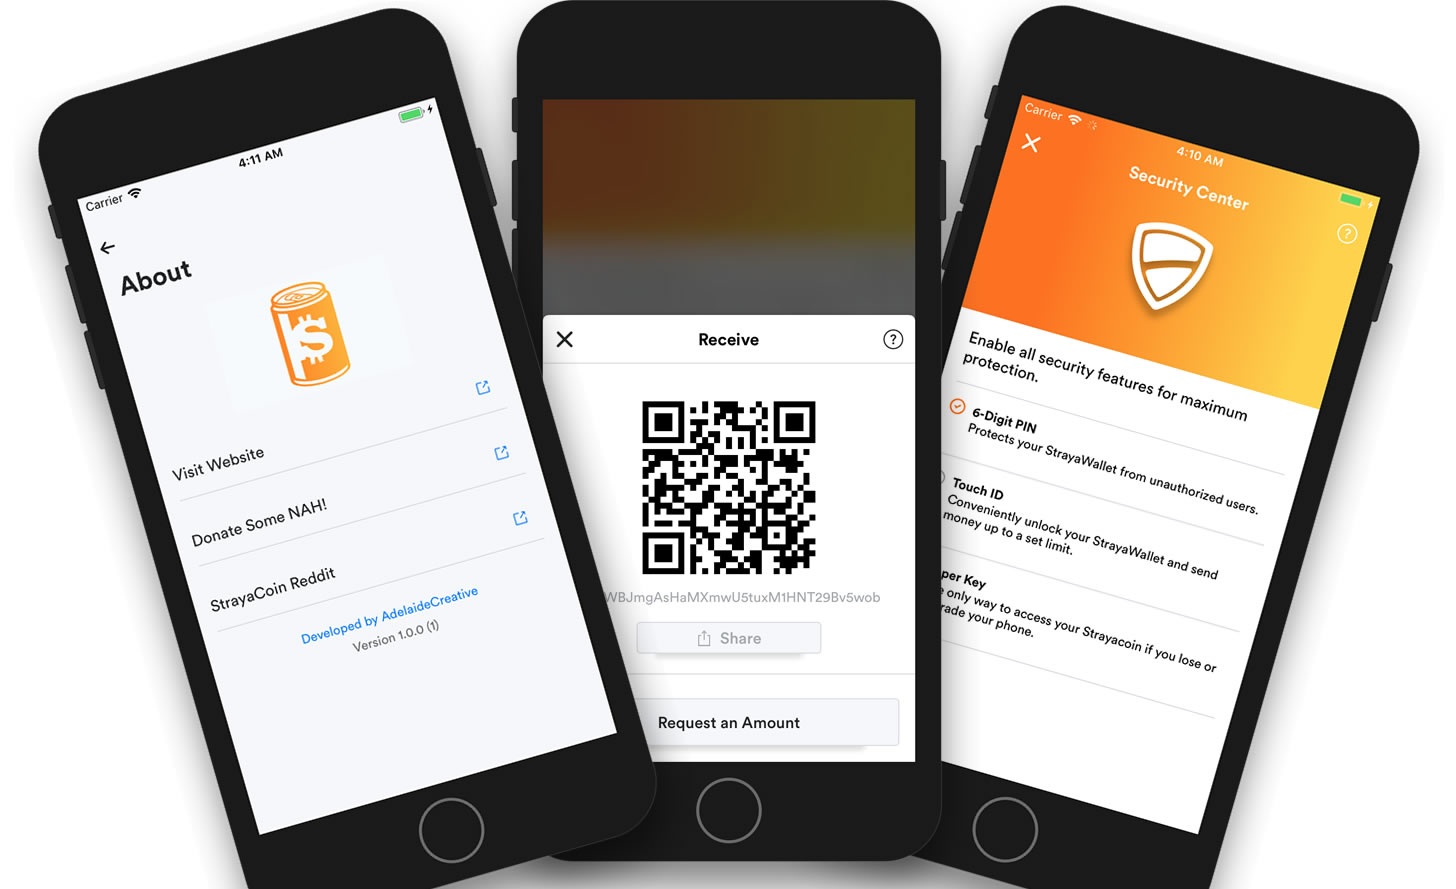 Carrier
4:11 AM
About
$
Visit Website
Donate Some NAH!
StrayaCoin Reddit
Developed by AdelaideCreative
Version 1.0.0 (1)
Receive
?
WBJmgAsHaMXmwU5tuxM1HNT29Bv5wob
Share
Request an Amount
Carrier
4:10 AM
Security Center
?
Enable all security features for maximum
protection.
6-Digit PIN
Protects your StrayaWallet from unauthorized users.
Touch ID
Conveniently unlock your StrayaWallet and send
money up to a set limit.
per Key
only way to access your Strayacoin if you lose or
rade your phone.